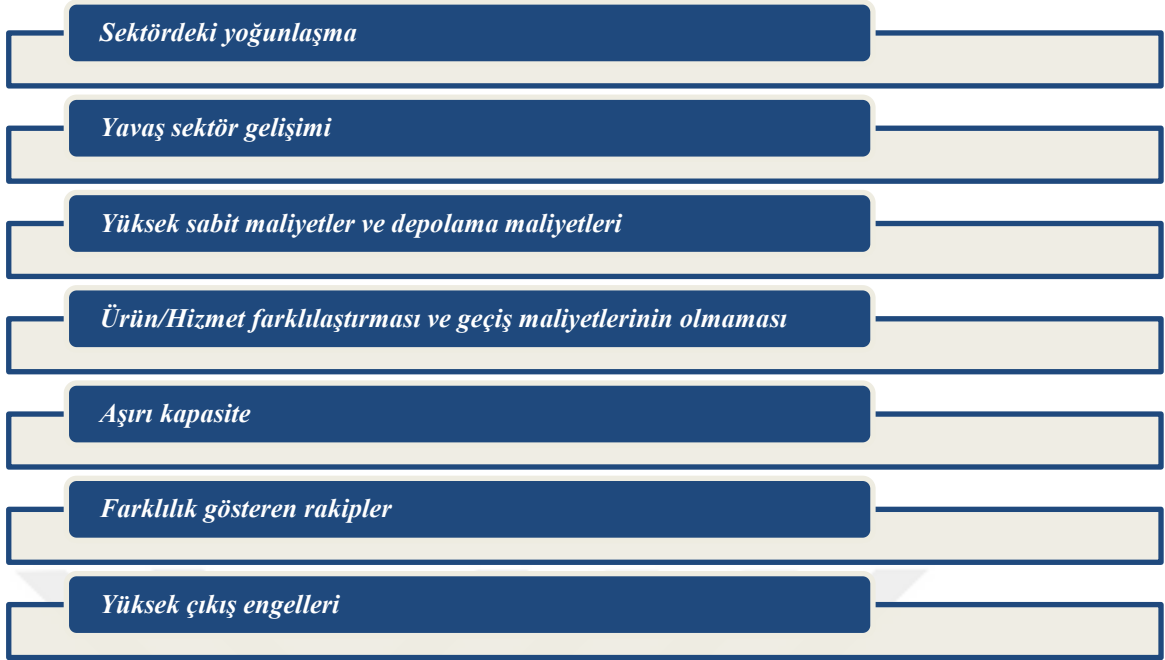 Sektördeki yoğunlaşma
Yavaş sektör gelişimi
Yüksek sabit maliyetler ve depolama maliyetleri
Ürün/Hizmet farklılaştırması ve geçiş maliyetlerinin olmaması
Aşırı kapasite
Farklılık gösteren rakipler
Yüksek çıkış engelleri